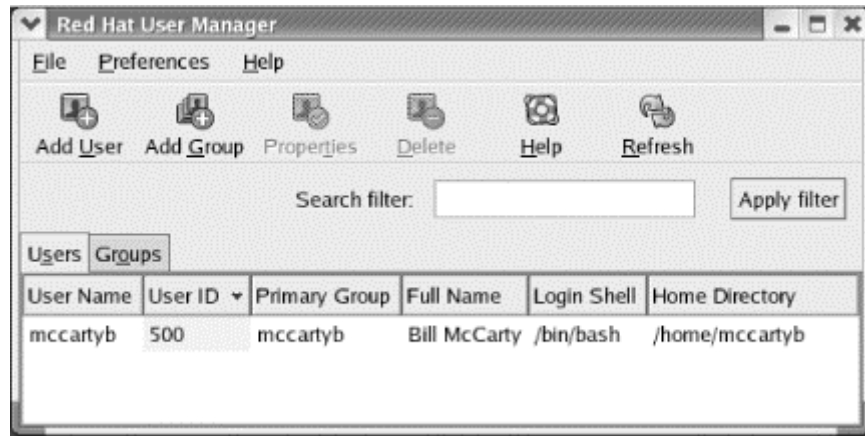 Red Hat User Manager
File Preferences Help
Add User Add Group Properties Delete Help Refresh
Search filter: Apply filter
Users Groups
User Name User ID Primary Group Full Name Login Shell Home Directory
mccartyb 500 mccartyb Bill McCarty /bin/bash /home/mccartyb